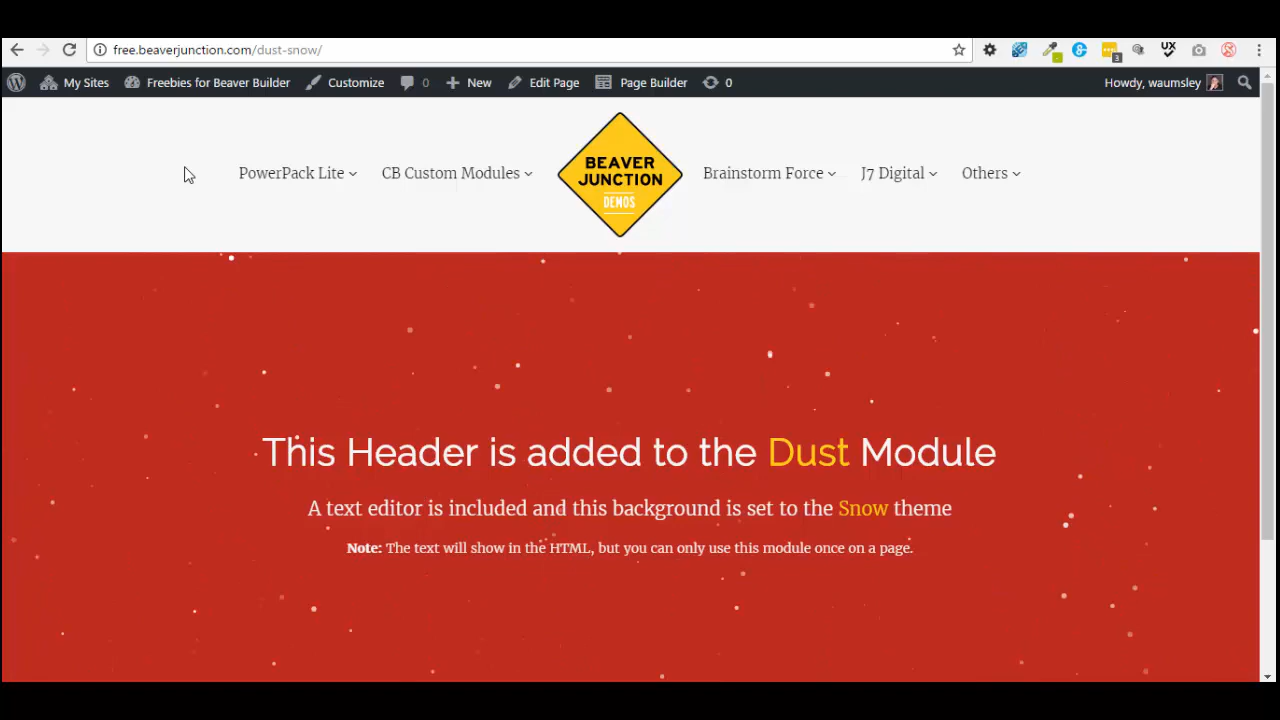 free.beaverjunction.com/dust-snow/
UX
3
My Sites
Freebies for Beaver Builder
Customize
0
New
Edit Page
Page Builder
0
Howdy, waumsley
PowerPack Lite
CB Custom Modules
BEAVER
JUNCTION
DEMOS
Brainstorm Force
J7 Digital
Others
This Header is added to the Dust Module
A text editor is included and this background is set to the Snow theme
Note: The text will show in the HTML, but you can only use this module once on a page.